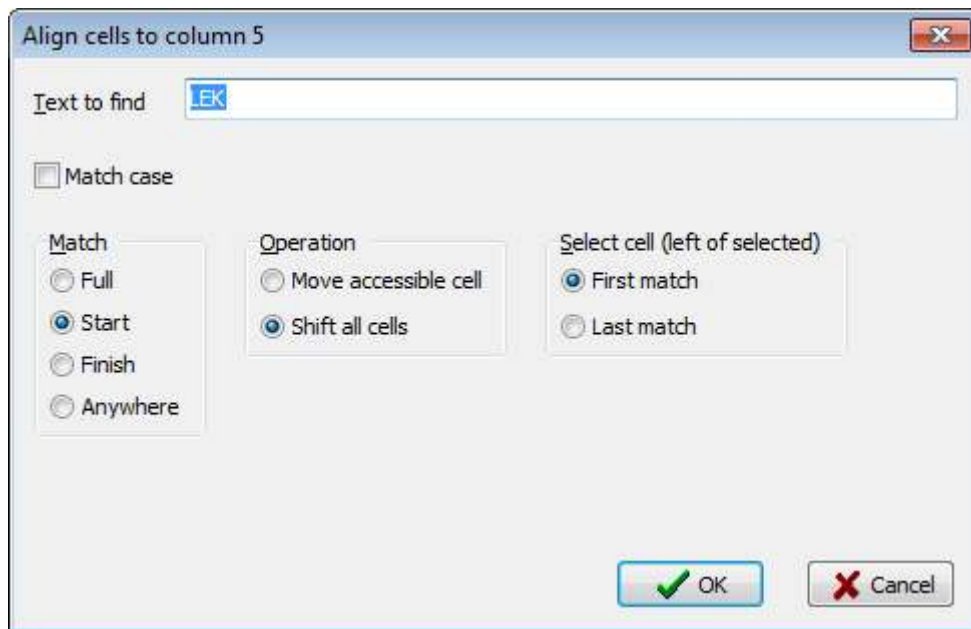 Align cells to column 5
Text to find LEK
Match case
Match Operation Select cell (left of selected)
Full Move accessible cell First match
Start Shift all cells Last match
Finish
Anywhere
OK Cancel